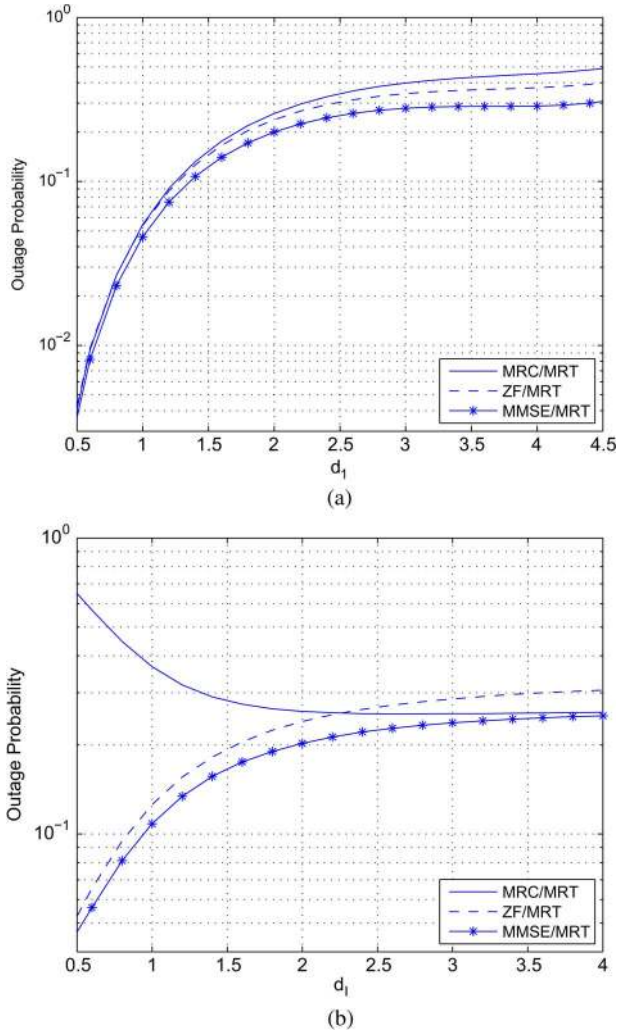 10^0
10^-1
10^-2
Outage Probability
MRC/MRT
ZF/MRT
MMSE/MRT
0.5 1 1.5 2 2.5 3 3.5 4 4.5
d_1
(a)
10^0
10^-1
Outage Probability
MRC/MRT
ZF/MRT
MMSE/MRT
0.5 1 1.5 2 2.5 3 3.5 4
d_I
(b)